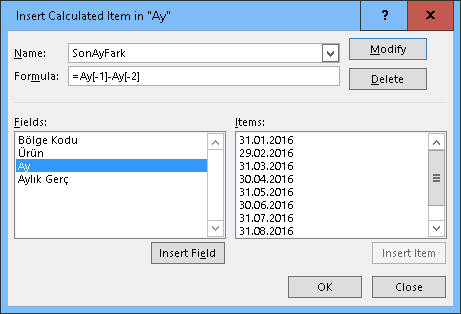 Insert Calculated Item in "Ay"
? x
Name: SonAyFark Modify
Formula: =Ay[-1]-Ay[-2] Delete
Fields: Items:
Bölge Kodu 31.01.2016
Ürün 29.02.2016
Ay 31.03.2016
Aylık Gerç 30.04.2016
31.05.2016
30.06.2016
31.07.2016
31.08.2016
Insert Field Insert Item
OK Close